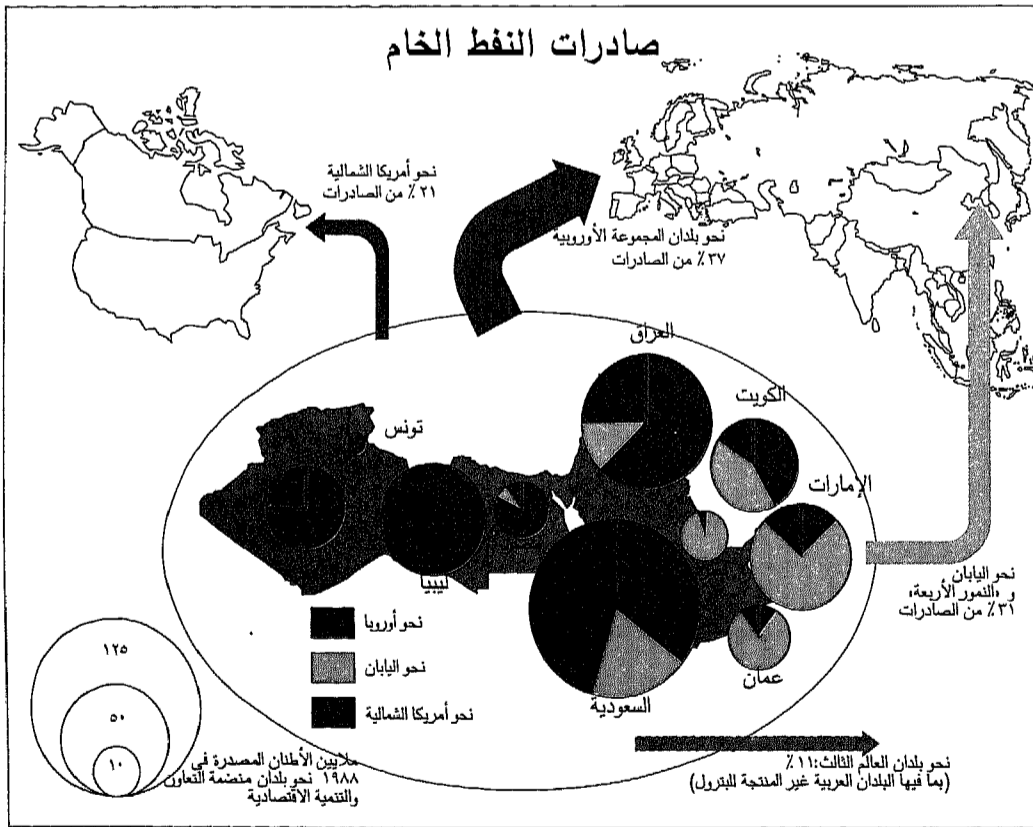 صادرات النفط الخام
نحو أمريكا الشمالية
٢١ ٪ من الصادرات
نحو بلدان المجموعة الأوروبية
٣٧ ٪ من الصادرات
العراق
الكويت
تونس
الإمارات
ليبيا
نحو اليابان
و «النمور الأربعة»
٣١ ٪ من الصادرات
نحو أوروبا
نحو اليابان
نحو أمريكا الشمالية
عمان
السعودية
١٢٥
٥٠
١٠
ملايين الأطنان المصدرة في
١٩٨٨ نحو بلدان منضمة التعاون
والتنمية الاقتصادية
نحو بلدان العالم الثالث: ١١ ٪
(بما فيها البلدان العربية غير المنتجة للبترول)